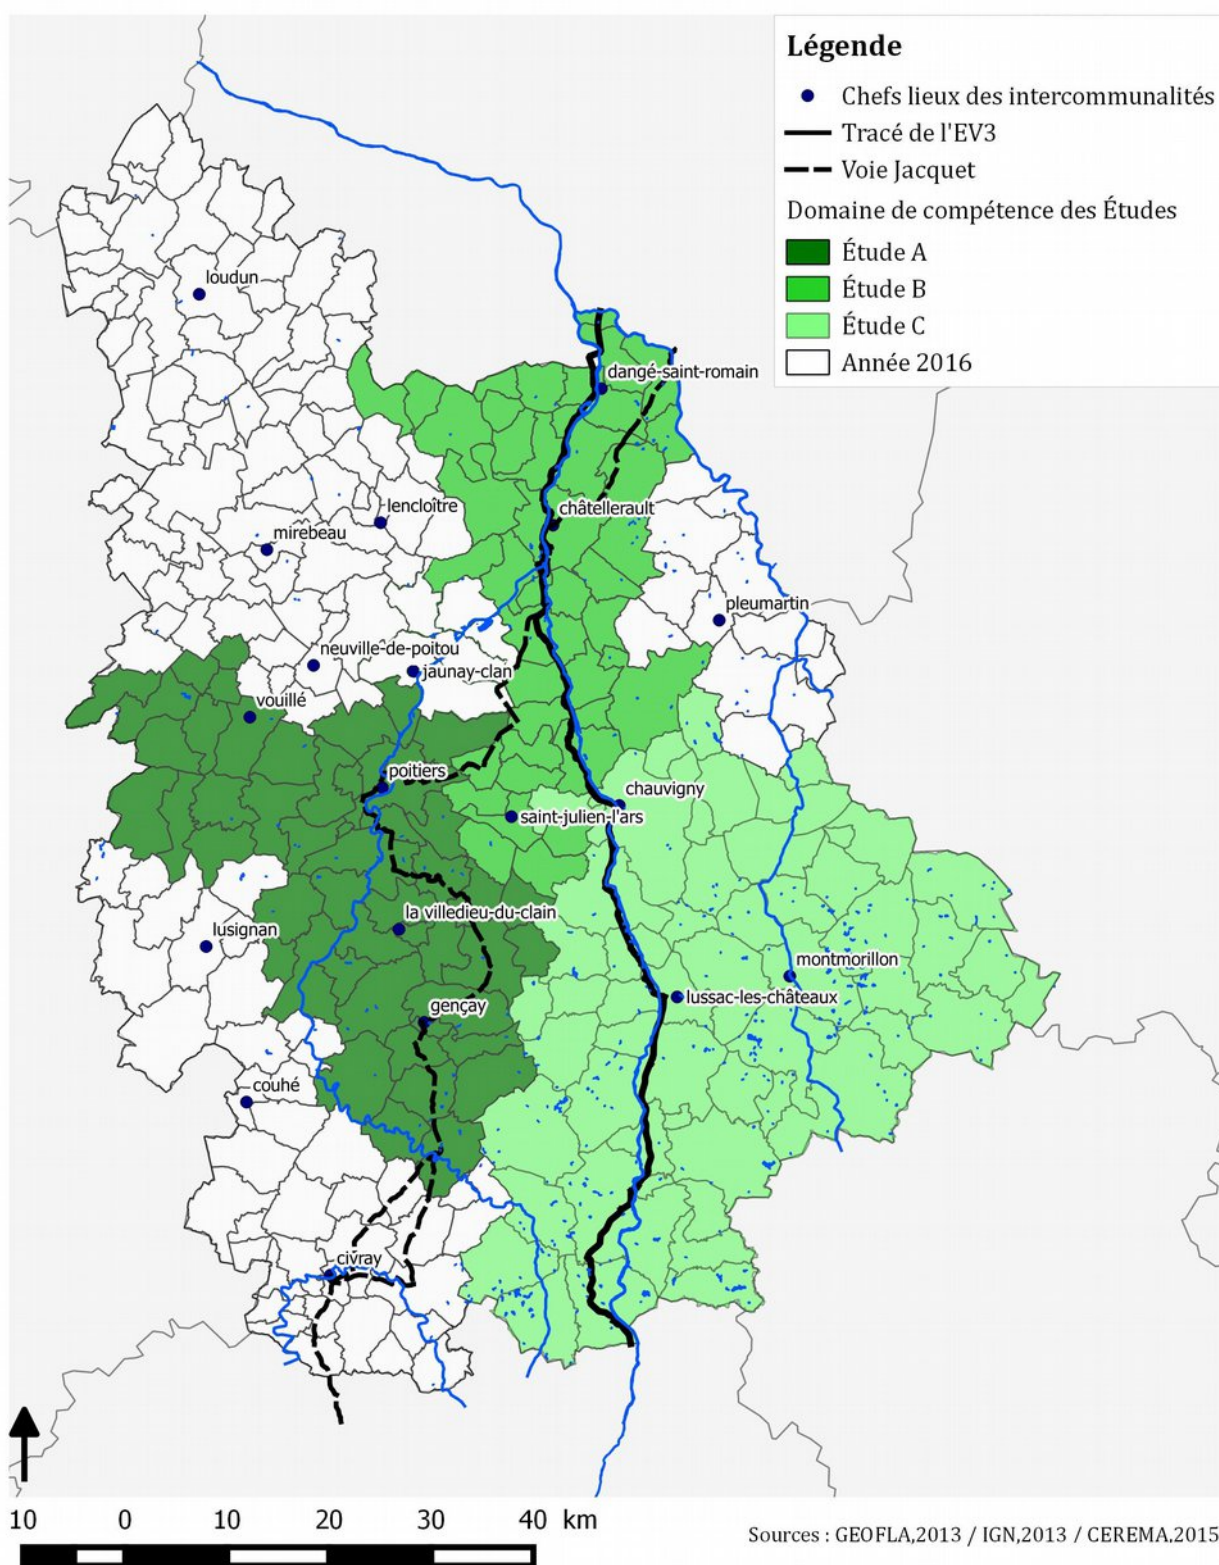 Légende
Chefs lieux des intercommunalités
Tracé de l'EV3
Voie Jacquet
Domaine de compétence des Études
Étude A
Étude B
Étude C
Année 2016
loudun
dangé-saint-romain
châtellerault
lencloître
mirebeau
pleumartin
neuville-de-poitou
jaunay-clan
vouillé
poitiers
chauvigny
saint-julien-l'ars
la villedieu-du-clain
lusignan
montmorillon
lussac-les-châteaux
gençay
couhé
civray
10 0 10 20 30 40 km
Sources : GEOFLA,2013 / IGN,2013 / CEREMA.2015